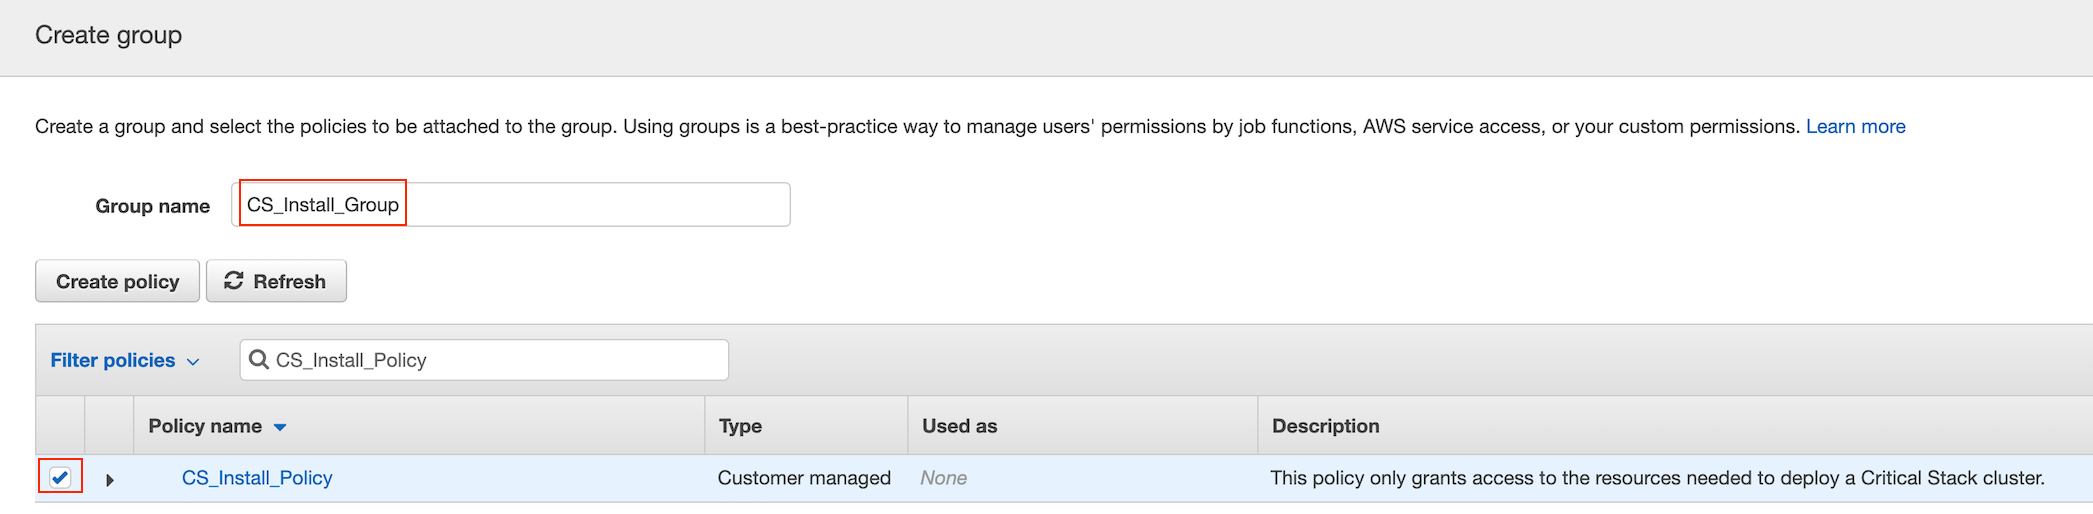 Create group
Create a group and select the policies to be attached to the group. Using groups is a best-practice way to manage users' permissions by job functions, AWS service access, or your custom permissions. Learn more
Group name CS_Install_Group
Create policy Refresh
Filter policies CS_Install_Policy
Policy name Type Used as Description
CS_Install_Policy Customer managed None This policy only grants access to the resources needed to deploy a Critical Stack cluster.